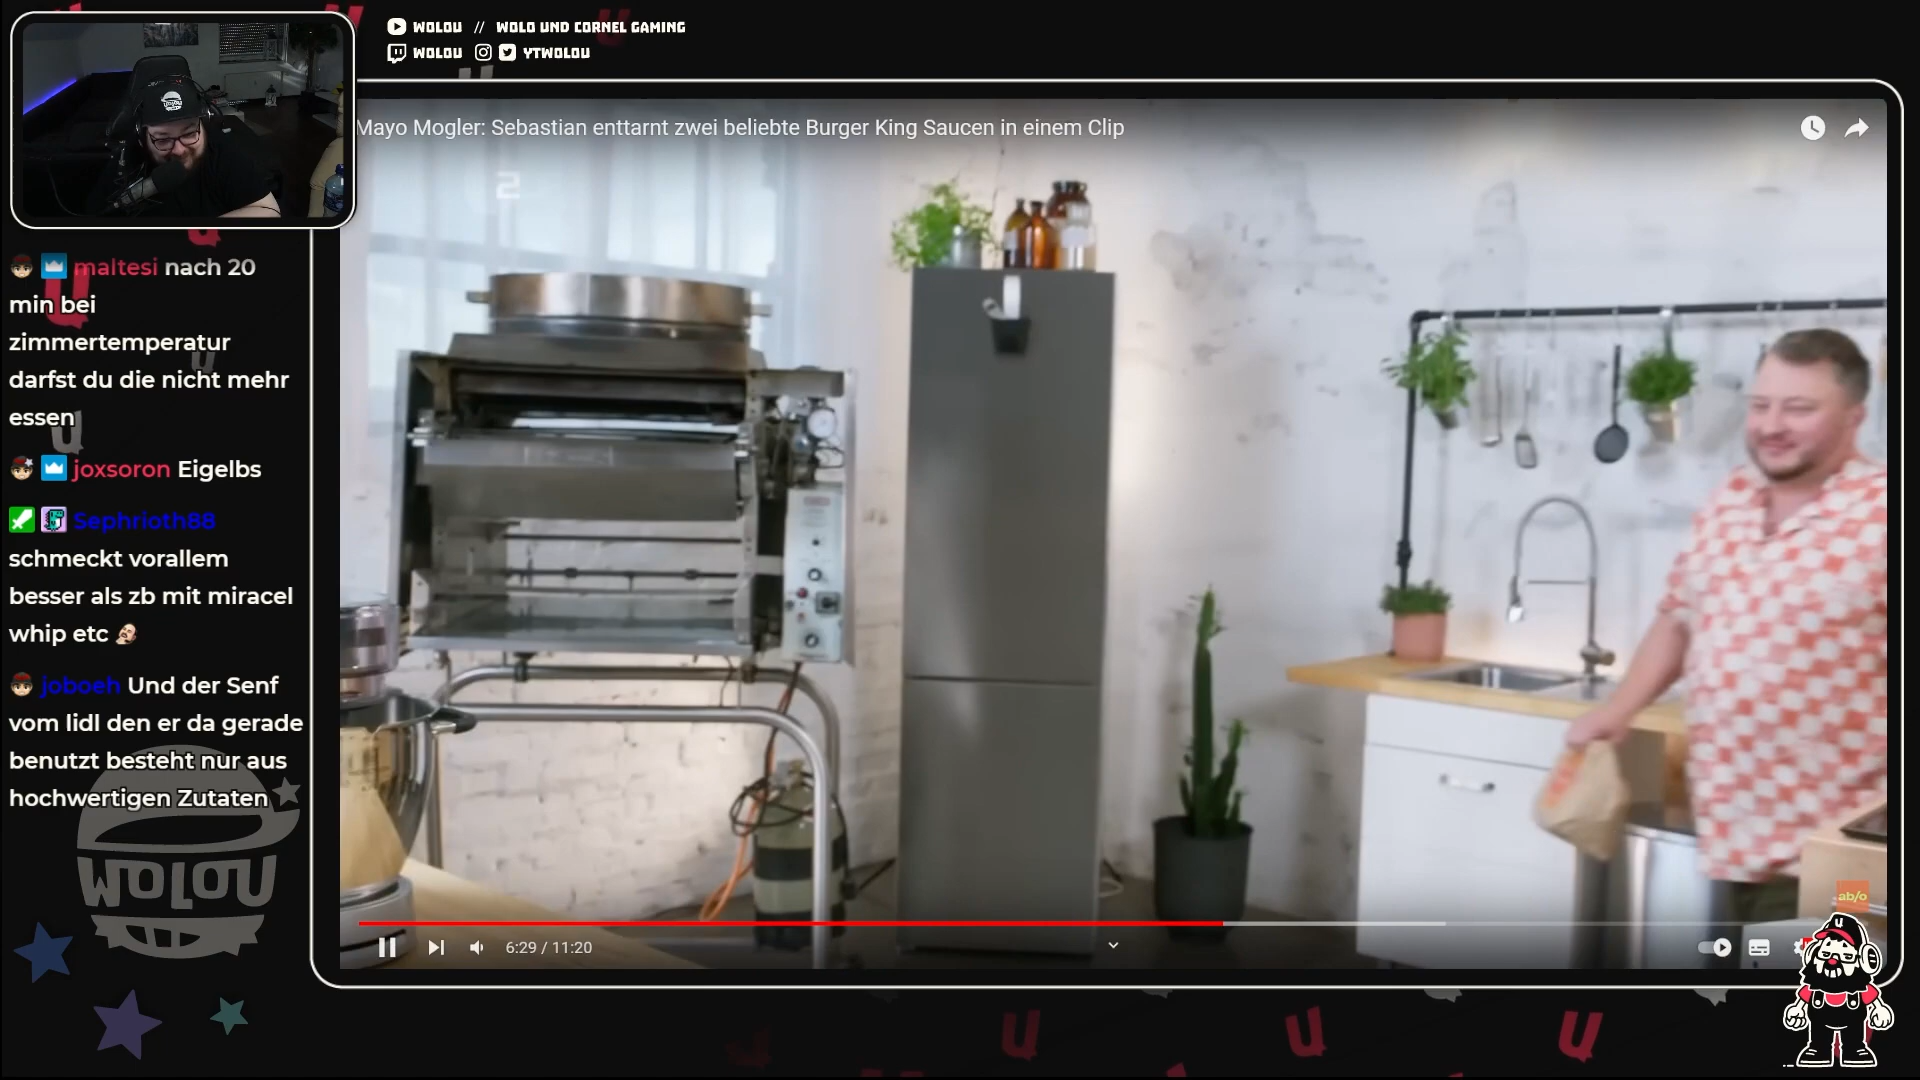 WOLOU // WOLO UND CORNEL GAMING
WOLOU YTWOLOU
Mayo Mogler: Sebastian enttarnt zwei beliebte Burger King Saucen in einem Clip
2
maltesi nach 20
min bei
zimmertemperatur
darfst du die nicht mehr
essen
joxsoron Eigelbs
Sephrioth88
schmeckt vorallem
besser als zb mit miracel
whip etc
joboeh Und der Senf
vom lidl den er da gerade
benutzt besteht nur aus
hochwertigen Zutaten
WOLOU
ab/o
6:29 / 11:20